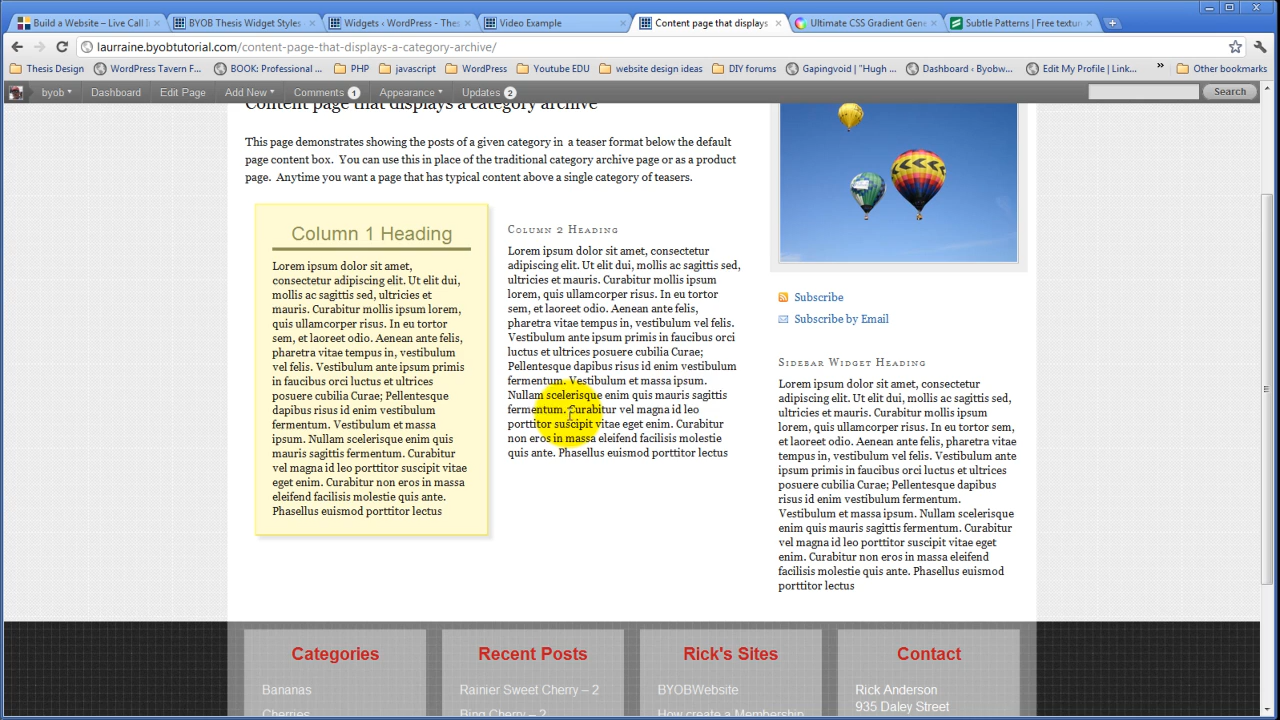 Build a Website – Live Call I
BYOB Thesis Widget Styles
Widgets ‹ WordPress - Thes
Video Example
Content page that displays
Ultimate CSS Gradient Gene
Subtle Patterns | Free textur
laurraine.byobtutorial.com/content-page-that-displays-a-category-archive/
Thesis Design
WordPress Tavern F...
BOOK: Professional ...
PHP
javascript
WordPress
Youtube EDU
website design ideas
DIY forums
Gapingvoid | "Hugh ...
Dashboard ‹ Byobw...
Edit My Profile | Link...
»
Other bookmarks
byob
Dashboard
Edit Page
Add New
Comments 1
Appearance
Updates 2
Search
Content page that displays a category archive
This page demonstrates showing the posts of a given category in a teaser format below the default
page content box. You can use this in place of the traditional category archive page or as a product
page. Anytime you want a page that has typical content above a single category of teasers.
Column 1 Heading
Lorem ipsum dolor sit amet,
consectetur adipiscing elit. Ut elit dui,
mollis ac sagittis sed, ultricies et
mauris. Curabitur mollis ipsum lorem,
quis ullamcorper risus. In eu tortor
sem, et laoreet odio. Aenean ante felis,
pharetra vitae tempus in, vestibulum
vel felis. Vestibulum ante ipsum primis
in faucibus orci luctus et ultrices
posuere cubilia Curae; Pellentesque
dapibus risus id enim vestibulum
fermentum. Vestibulum et massa
ipsum. Nullam scelerisque enim quis
mauris sagittis fermentum. Curabitur
vel magna id leo porttitor suscipit vitae
eget enim. Curabitur non eros in massa
eleifend facilisis molestie quis ante.
Phasellus euismod porttitor lectus
Column 2 Heading
Lorem ipsum dolor sit amet, consectetur
adipiscing elit. Ut elit dui, mollis ac sagittis sed,
ultricies et mauris. Curabitur mollis ipsum
lorem, quis ullamcorper risus. In eu tortor
sem, et laoreet odio. Aenean ante felis,
pharetra vitae tempus in, vestibulum vel felis.
Vestibulum ante ipsum primis in faucibus orci
luctus et ultrices posuere cubilia Curae;
Pellentesque dapibus risus id enim vestibulum
fermentum. Vestibulum et massa ipsum.
Nullam scelerisque enim quis mauris sagittis
fermentum. Curabitur vel magna id leo
porttitor suscipit vitae eget enim. Curabitur
non eros in massa eleifend facilisis molestie
quis ante. Phasellus euismod porttitor lectus
Subscribe
Subscribe by Email
Sidebar Widget Heading
Lorem ipsum dolor sit amet, consectetur
adipiscing elit. Ut elit dui, mollis ac sagittis
sed, ultricies et mauris. Curabitur mollis
ipsum lorem, quis ullamcorper risus. In eu
tortor sem, et laoreet odio. Aenean ante felis,
pharetra vitae tempus in, vestibulum vel
felis. Vestibulum ante ipsum primis in faucibus orci luctus et ultrices
posuere cubilia Curae; Pellentesque dapibus
risus id enim vestibulum fermentum.
Vestibulum et massa ipsum. Nullam scelerisque
enim quis mauris sagittis fermentum. Curabitur
vel magna id leo porttitor suscipit vitae eget
enim. Curabitur non eros in massa eleifend
facilisis molestie quis ante. Phasellus euismod
porttitor lectus
Categories
Bananas
Cherries
Recent Posts
Rainier Sweet Cherry – 2
Bing Cherry – 2
Rick's Sites
BYOBWebsite
How create a Membership
Contact
Rick Anderson
935 Daley Street